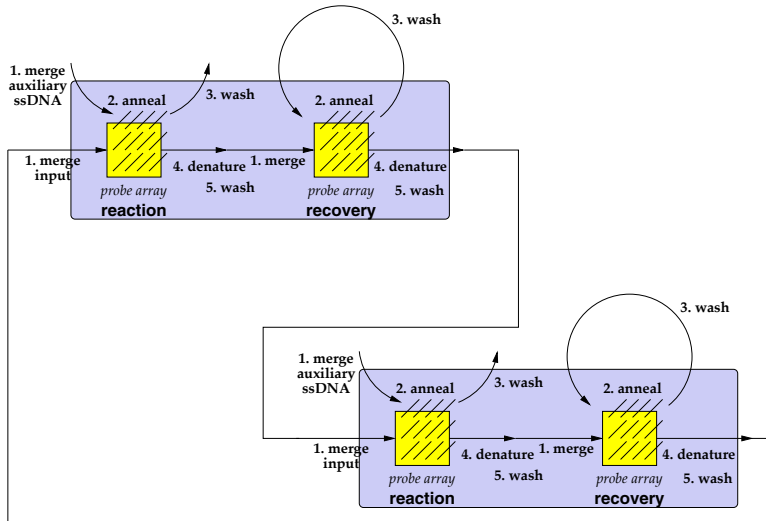 3. wash
1. merge
auxiliary
ssDNA
2. anneal
3. wash
2. anneal
1. merge
input
4. denature
5. wash
1. merge
4. denature
5. wash
probe array
reaction
probe array
recovery
3. wash
1. merge
auxiliary
ssDNA
2. anneal
3. wash
2. anneal
1. merge
input
4. denature
5. wash
1. merge
4. denature
5. wash
probe array
reaction
probe array
recovery